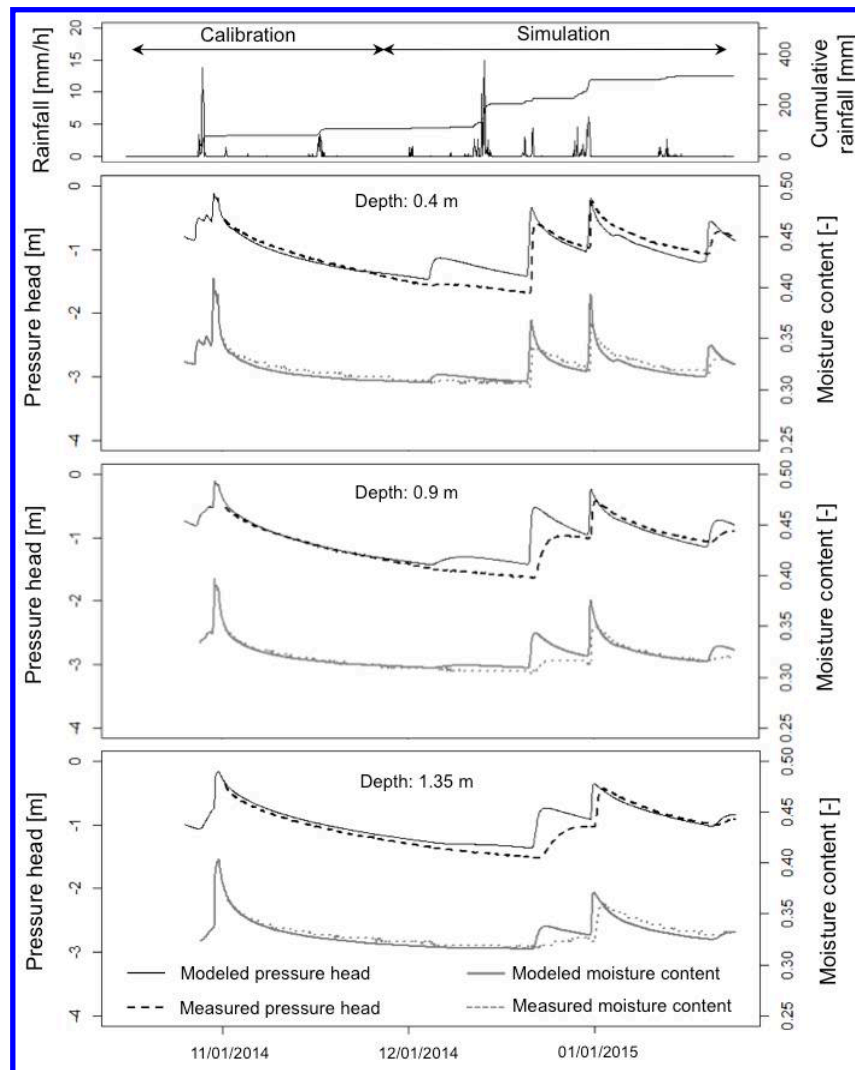 Calibration
Simulation
Rainfall [mm/h]
0 5 10 15 20
Cumulative
rainfall [mm]
0 200 400
Depth: 0.4 m
Pressure head [m]
0 -1 -2 -3 -4
Moisture content [-]
0.25 0.30 0.35 0.40 0.45 0.50
Depth: 0.9 m
Pressure head [m]
0 -1 -2 -3 -4
Moisture content [-]
0.25 0.30 0.35 0.40 0.45 0.50
Depth: 1.35 m
Pressure head [m]
0 -1 -2 -3 -4
Moisture content [-]
0.25 0.30 0.35 0.40 0.45 0.50
Modeled pressure head
Modeled moisture content
Measured pressure head
Measured moisture content
11/01/2014 12/01/2014 01/01/2015